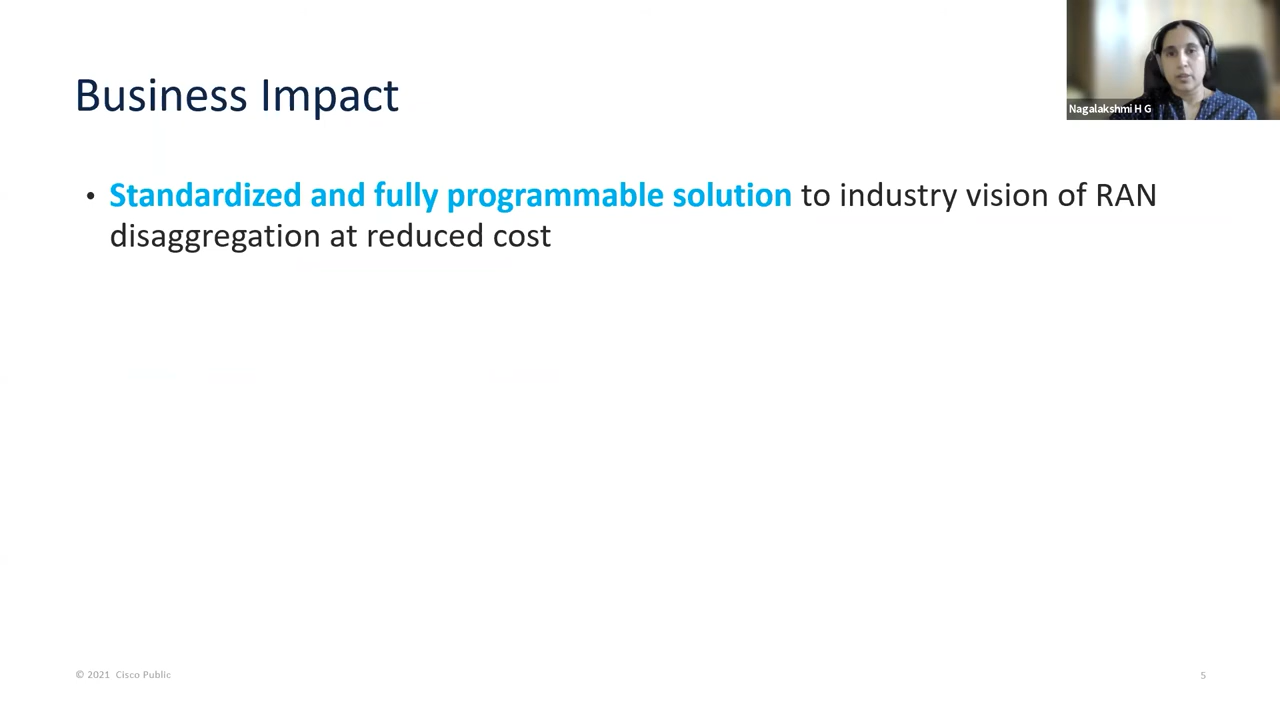 Business Impact
Nagalakshmi H G
• Standardized and fully programmable solution to industry vision of RAN
disaggregation at reduced cost
© 2021 Cisco Public
5